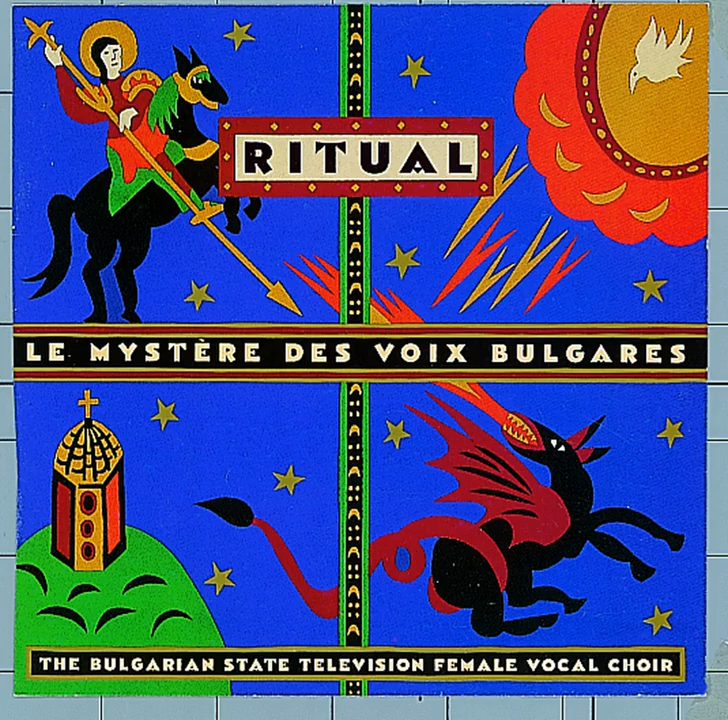 RITUAL
LE MYSTÈRE DES VOIX BULGARES
THE BULGARIAN STATE TELEVISION FEMALE VOCAL CHOIR